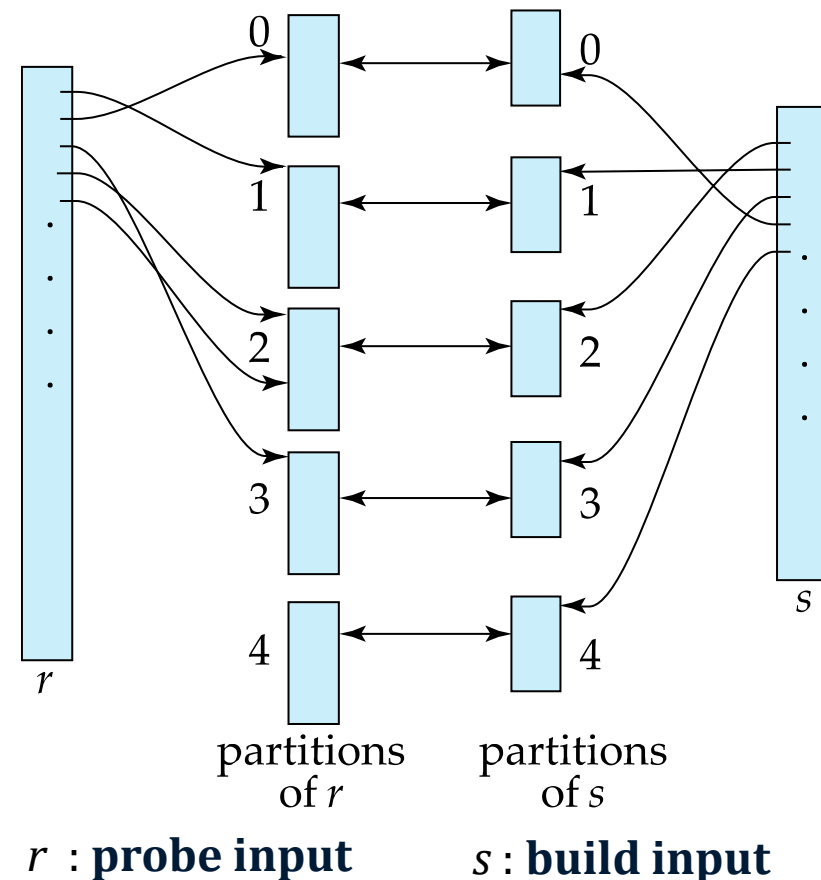 0
0
1
1
2
2
3
3
4
4
r
s
partitions
of r
partitions
of s
r : probe input
s : build input